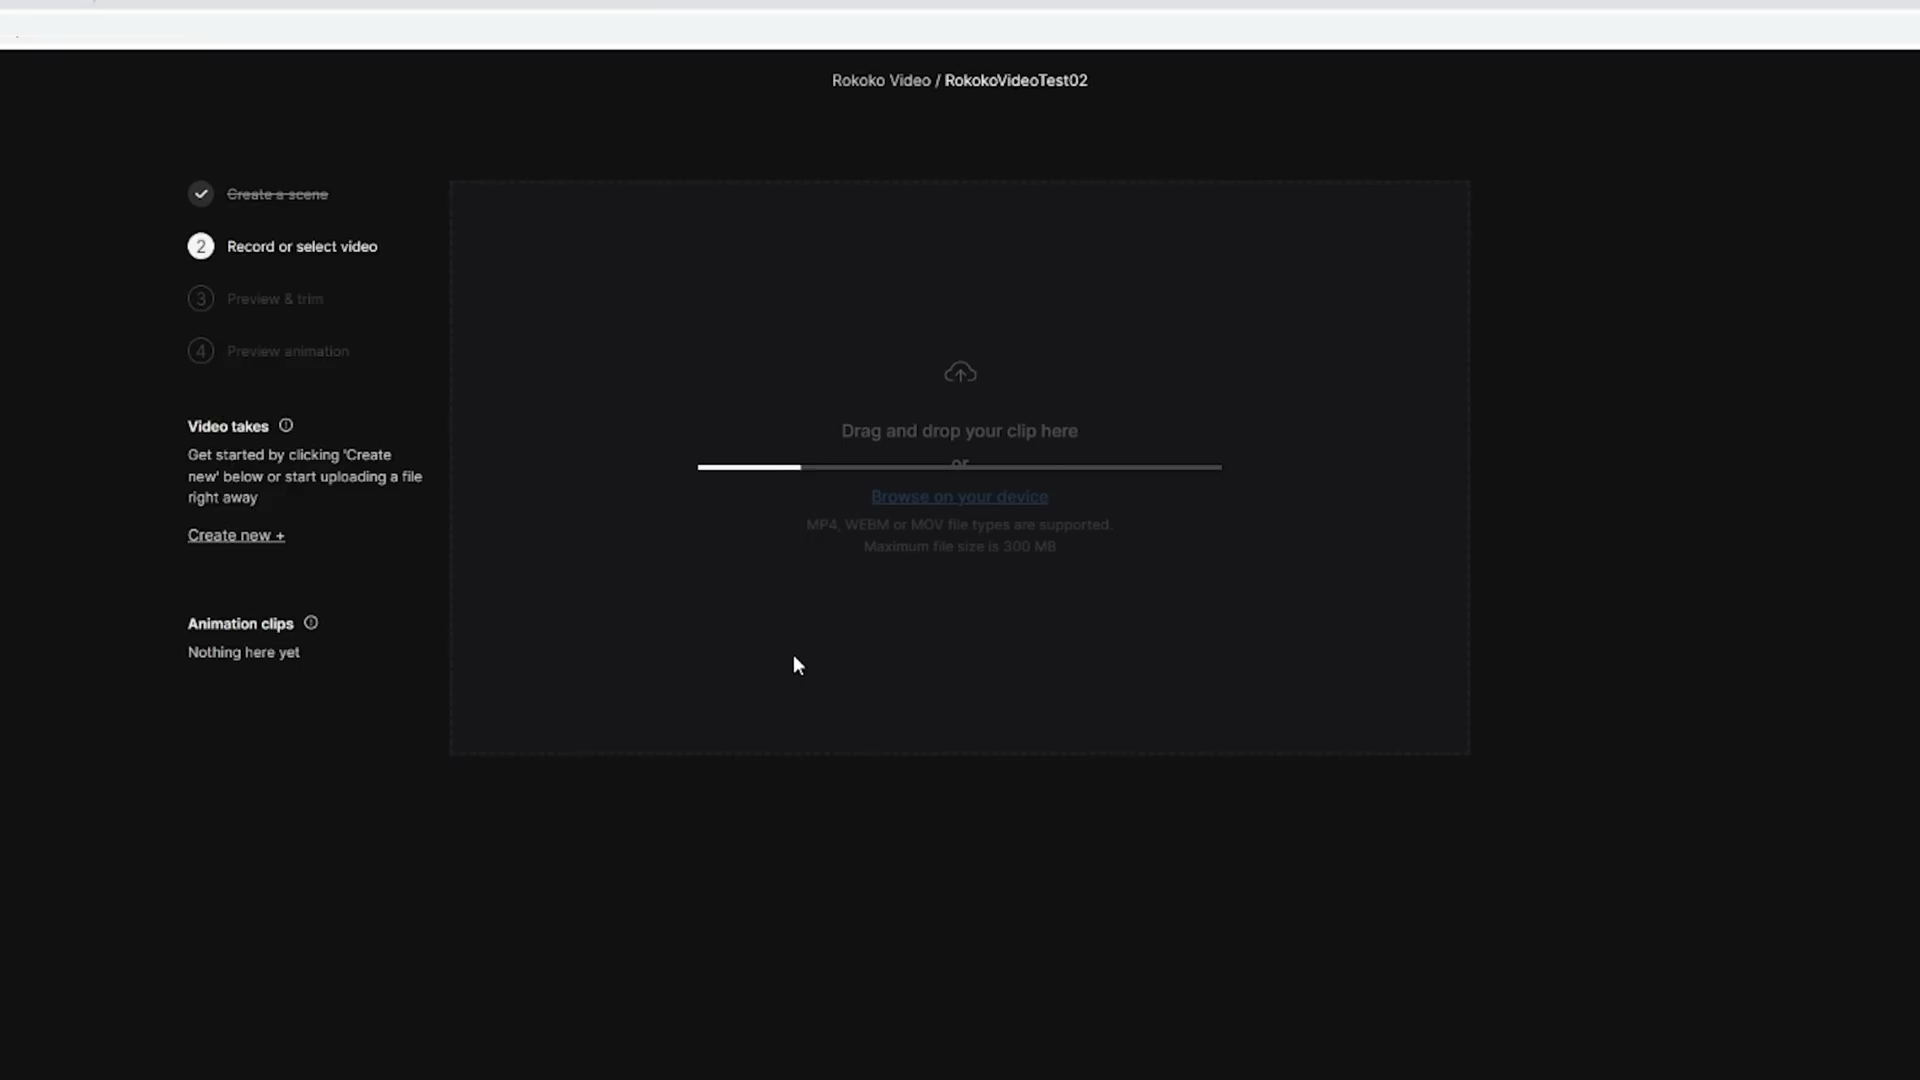 Rokoko Video / RokokoVideoTest02
Create a scene
2 Record or select video
3 Preview & trim
4 Preview animation
Video takes
Get started by clicking 'Create
new' below or start uploading a file
right away
Create new +
Animation clips
Nothing here yet
Drag and drop your clip here
or
Browse on your device
MP4, WEBM or MOV file types are supported.
Maximum file size is 300 MB